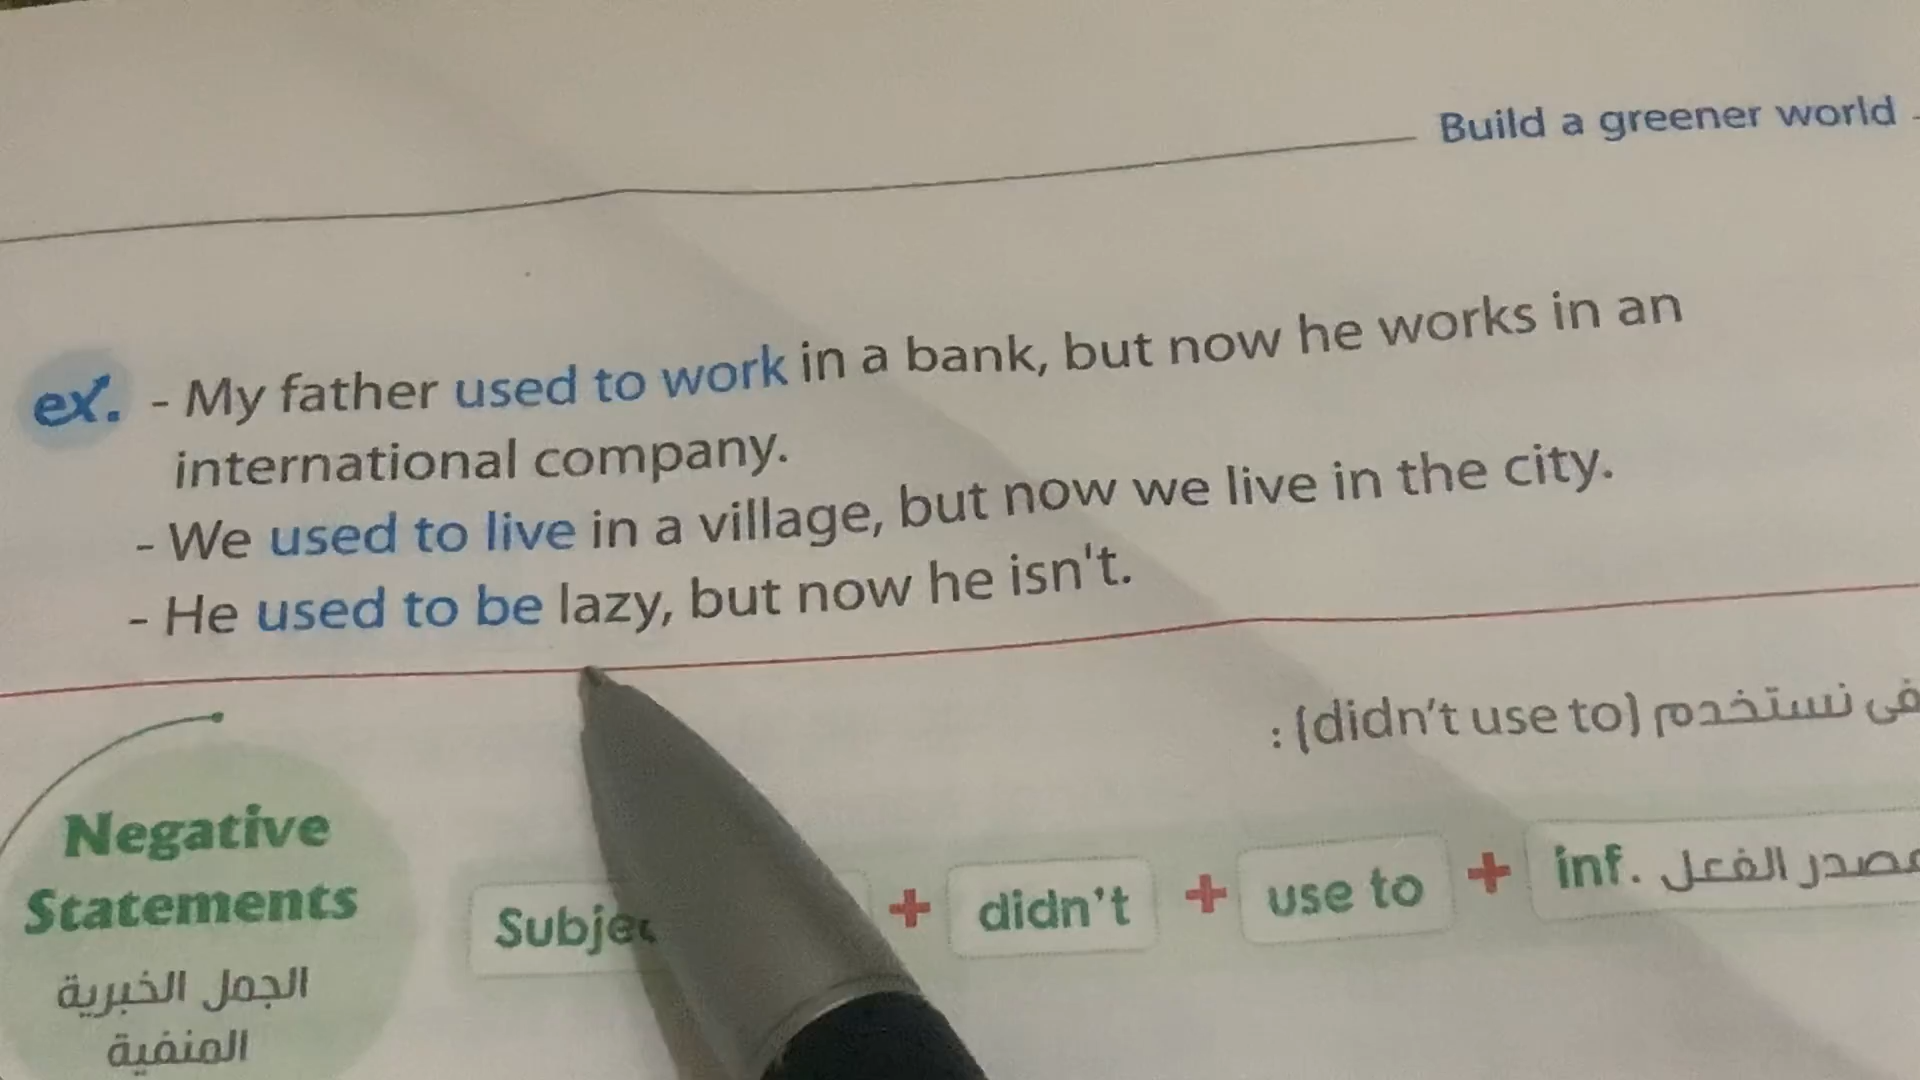 Build a greener world
ex. - My father used to work in a bank, but now he works in an
international company.
- We used to live in a village, but now we live in the city.
- He used to be lazy, but now he isn't.
نستخدم (didn't use to) :
Negative
Statements
الجمل الخبرية
المنفية
+ didn't + use to + inf. مصدر الفعل